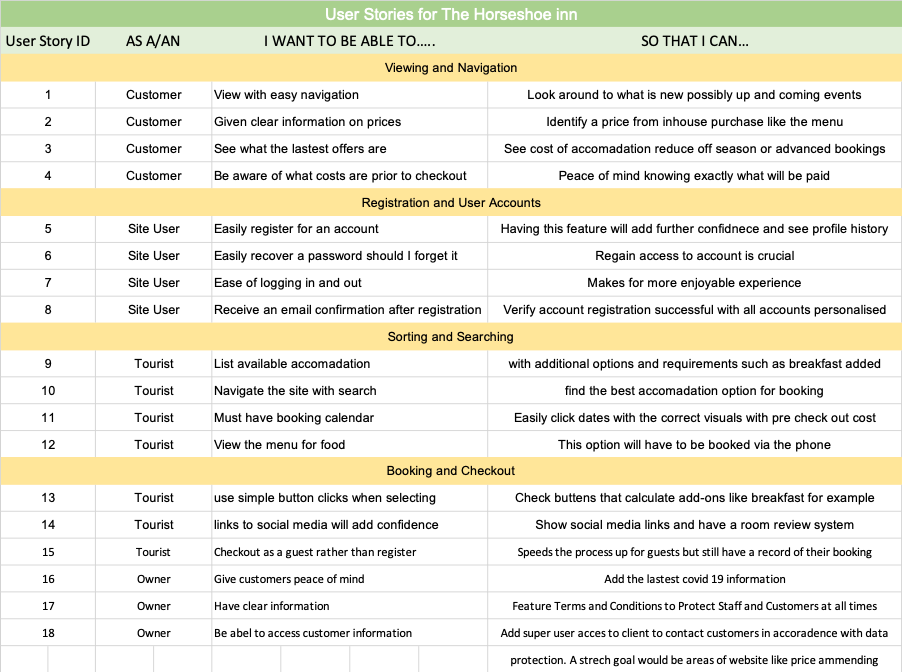 User Stories for The Horseshoe inn
User Story ID AS A/AN I WANT TO BE ABLE TO….. SO THAT I CAN…
Viewing and Navigation
1 Customer View with easy navigation Look around to what is new possibly up and coming events
2 Customer Given clear information on prices Identify a price from inhouse purchase like the menu
3 Customer See what the lastest offers are See cost of accomadation reduce off season or advanced bookings
4 Customer Be aware of what costs are prior to checkout Peace of mind knowing exactly what will be paid
Registration and User Accounts
5 Site User Easily register for an account Having this feature will add further confidnece and see profile history
6 Site User Easily recover a password should I forget it Regain access to account is crucial
7 Site User Ease of logging in and out Makes for more enjoyable experience
8 Site User Receive an email confirmation after registration Verify account registration successful with all accounts personalised
Sorting and Searching
9 Tourist List available accomadation with additional options and requirements such as breakfast added
10 Tourist Navigate the site with search find the best accomadation option for booking
11 Tourist Must have booking calendar Easily click dates with the correct visuals with pre check out cost
12 Tourist View the menu for food This option will have to be booked via the phone
Booking and Checkout
13 Tourist use simple button clicks when selecting Check buttens that calculate add-ons like breakfast for example
14 Tourist links to social media will add confidence Show social media links and have a room review system
15 Tourist Checkout as a guest rather than register Speeds the process up for guests but still have a record of their booking
16 Owner Give customers peace of mind Add the lastest covid 19 information
17 Owner Have clear information Feature Terms and Conditions to Protect Staff and Customers at all times
18 Owner Be abel to access customer information Add super user acces to client to contact customers in accoradence with data
protection. A strech goal would be areas of website like price ammending